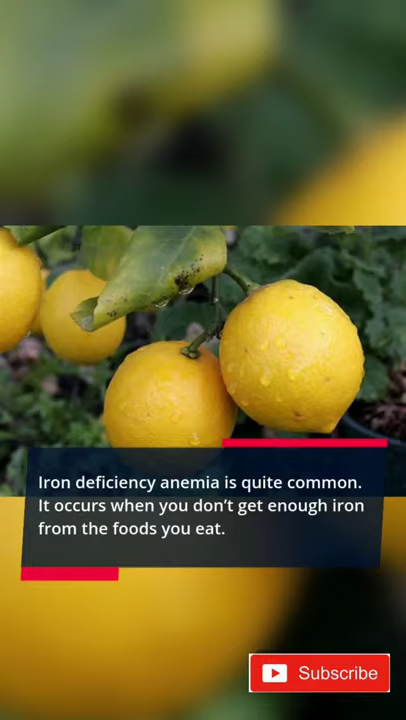 Iron deficiency anemia is quite common.
It occurs when you don’t get enough iron
from the foods you eat.
Subscribe